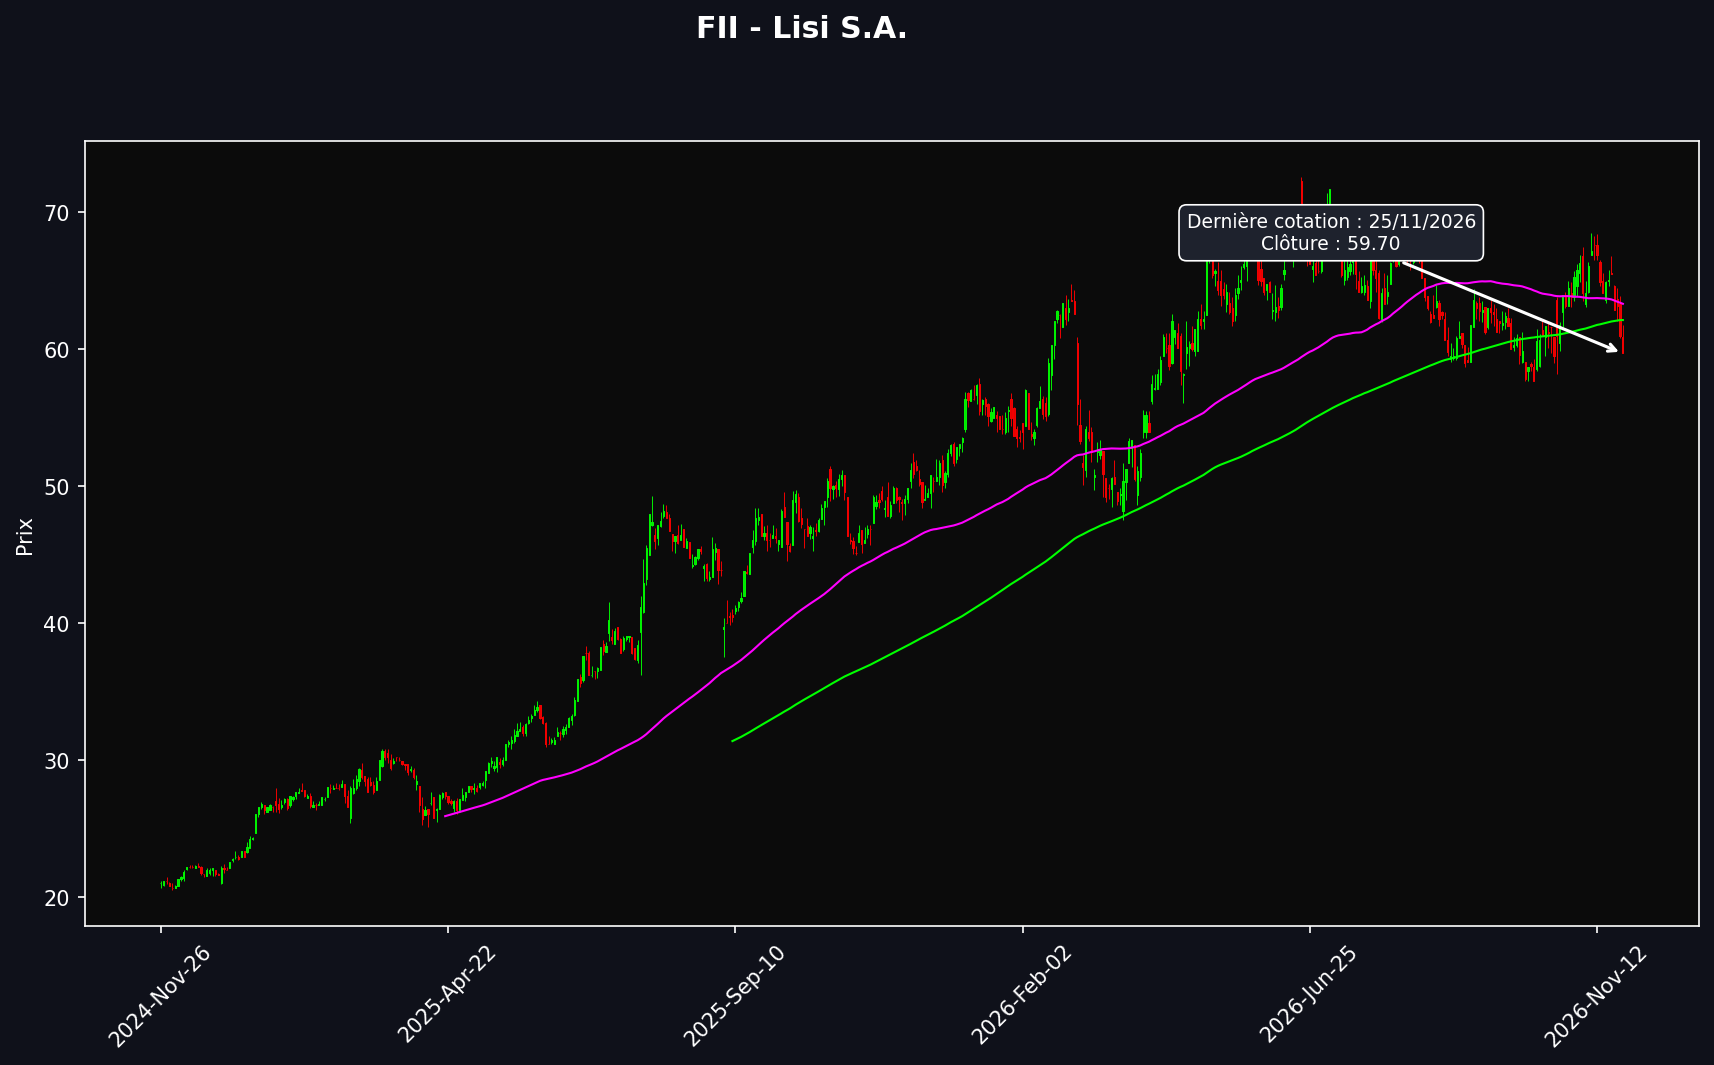 FII - Lisi S.A.
Dernière cotation : 25/11/2026
Clôture : 59.70
Prix
70
60
50
40
30
20
2024-Nov-26
2025-Apr-22
2025-Sep-10
2026-Feb-02
2026-Jun-25
2026-Nov-12